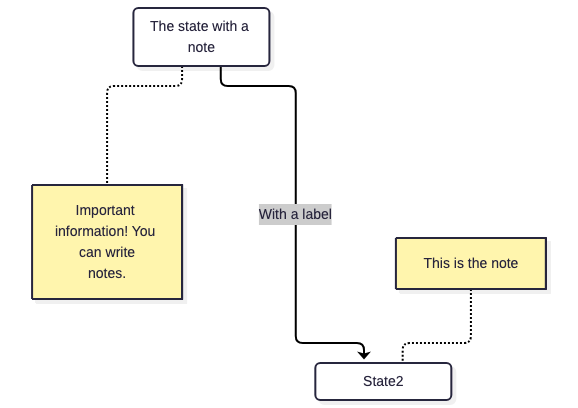 The state with a
note
Important
information! You
can write
notes.
With a label
This is the note
State2